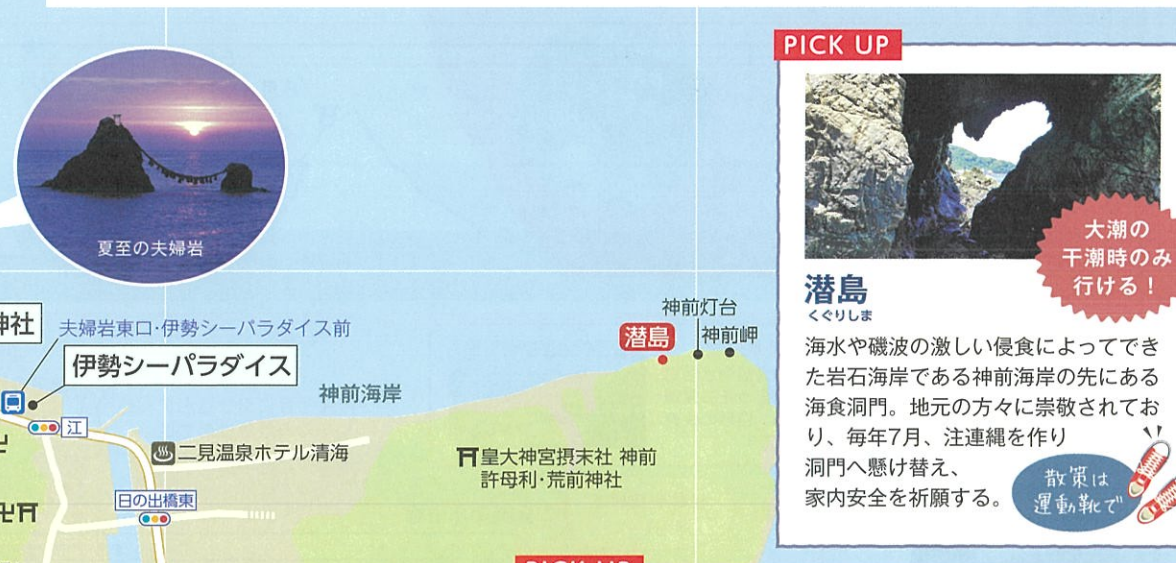 夏至の夫婦岩
神社
夫婦岩東口・伊勢シーパラダイス前
伊勢シーパラダイス
江
二見温泉ホテル清海
日の出橋東
神前海岸
神前灯台
潜島
神前岬
皇大神宮摂末社 神前
許母利・荒前神社
PICK UP
大潮の
干潮時のみ
行ける!
潜島
くぐりしま
海水や磯波の激しい侵食によってでき
た岩石海岸である神前海岸の先にある
海食洞門。地元の方々に崇敬されてお
り、毎年7月、注連縄を作り
洞門へ懸け替え、
家内安全を祈願する。
散策は
運動靴で
PICK UP